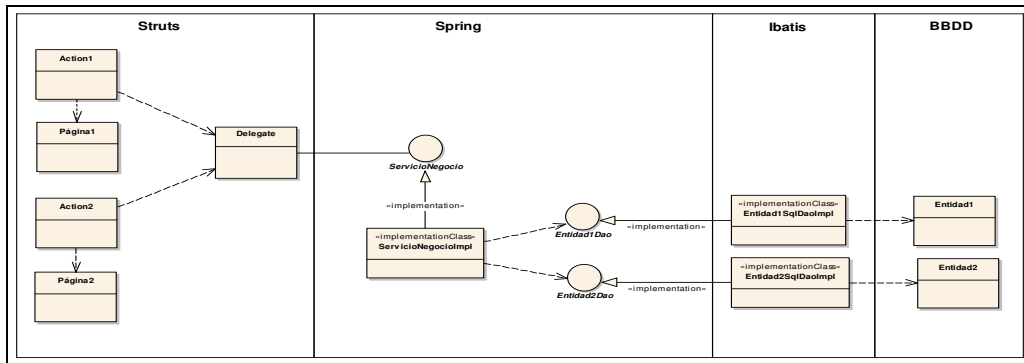 Struts
Spring
Ibatis
BBDD
Action1
Página1
Delegate
Action2
Página2
ServicioNegocio
«implementation»
«implementationClass»
ServicioNegocioImpl
Entidad1Dao
«implementation»
Entidad2Dao
«implementation»
«implementationClass»
Entidad1SqlDaoImpl
«implementationClass»
Entidad2SqlDaoImpl
Entidad1
Entidad2